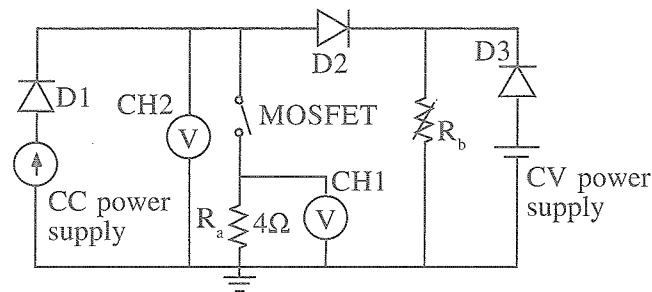 D1
CC power
supply
CH2
V
MOSFET
R_a
4Ω
CH1
V
D2
R_b
D3
CV power
supply